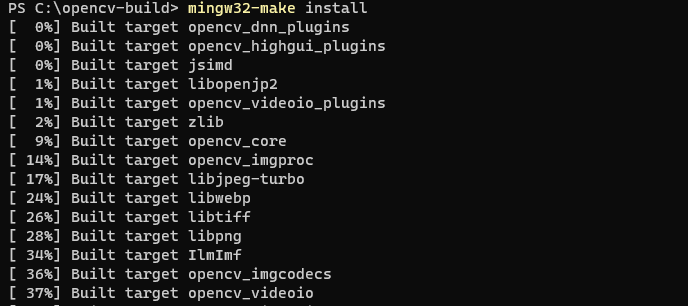 PS C:\opencv-build> mingw32-make install
[  0%] Built target opencv_dnn_plugins
[  0%] Built target opencv_highgui_plugins
[  0%] Built target jsimd
[  1%] Built target libopenjp2
[  1%] Built target opencv_videoio_plugins
[  2%] Built target zlib
[  9%] Built target opencv_core
[ 14%] Built target opencv_imgproc
[ 17%] Built target libjpeg-turbo
[ 24%] Built target libwebp
[ 26%] Built target libtiff
[ 28%] Built target libpng
[ 34%] Built target IlmImf
[ 36%] Built target opencv_imgcodecs
[ 37%] Built target opencv_videoio